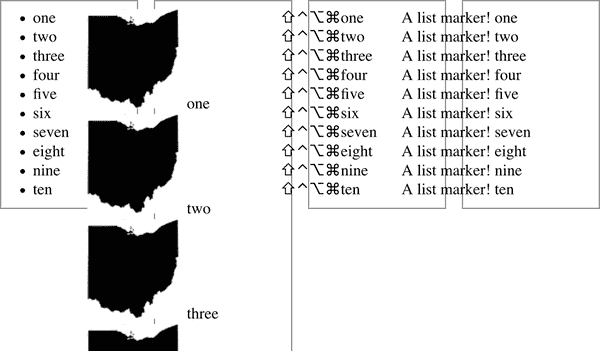 • one
• two
• three
• four
• five
• six
• seven
• eight
• nine
• ten
one
two
three
⇧⌃⌥⌘one
⇧⌃⌥⌘two
⇧⌃⌥⌘three
⇧⌃⌥⌘four
⇧⌃⌥⌘five
⇧⌃⌥⌘six
⇧⌃⌥⌘seven
⇧⌃⌥⌘eight
⇧⌃⌥⌘nine
⇧⌃⌥⌘ten
A list marker! one
A list marker! two
A list marker! three
A list marker! four
A list marker! five
A list marker! six
A list marker! seven
A list marker! eight
A list marker! nine
A list marker! ten